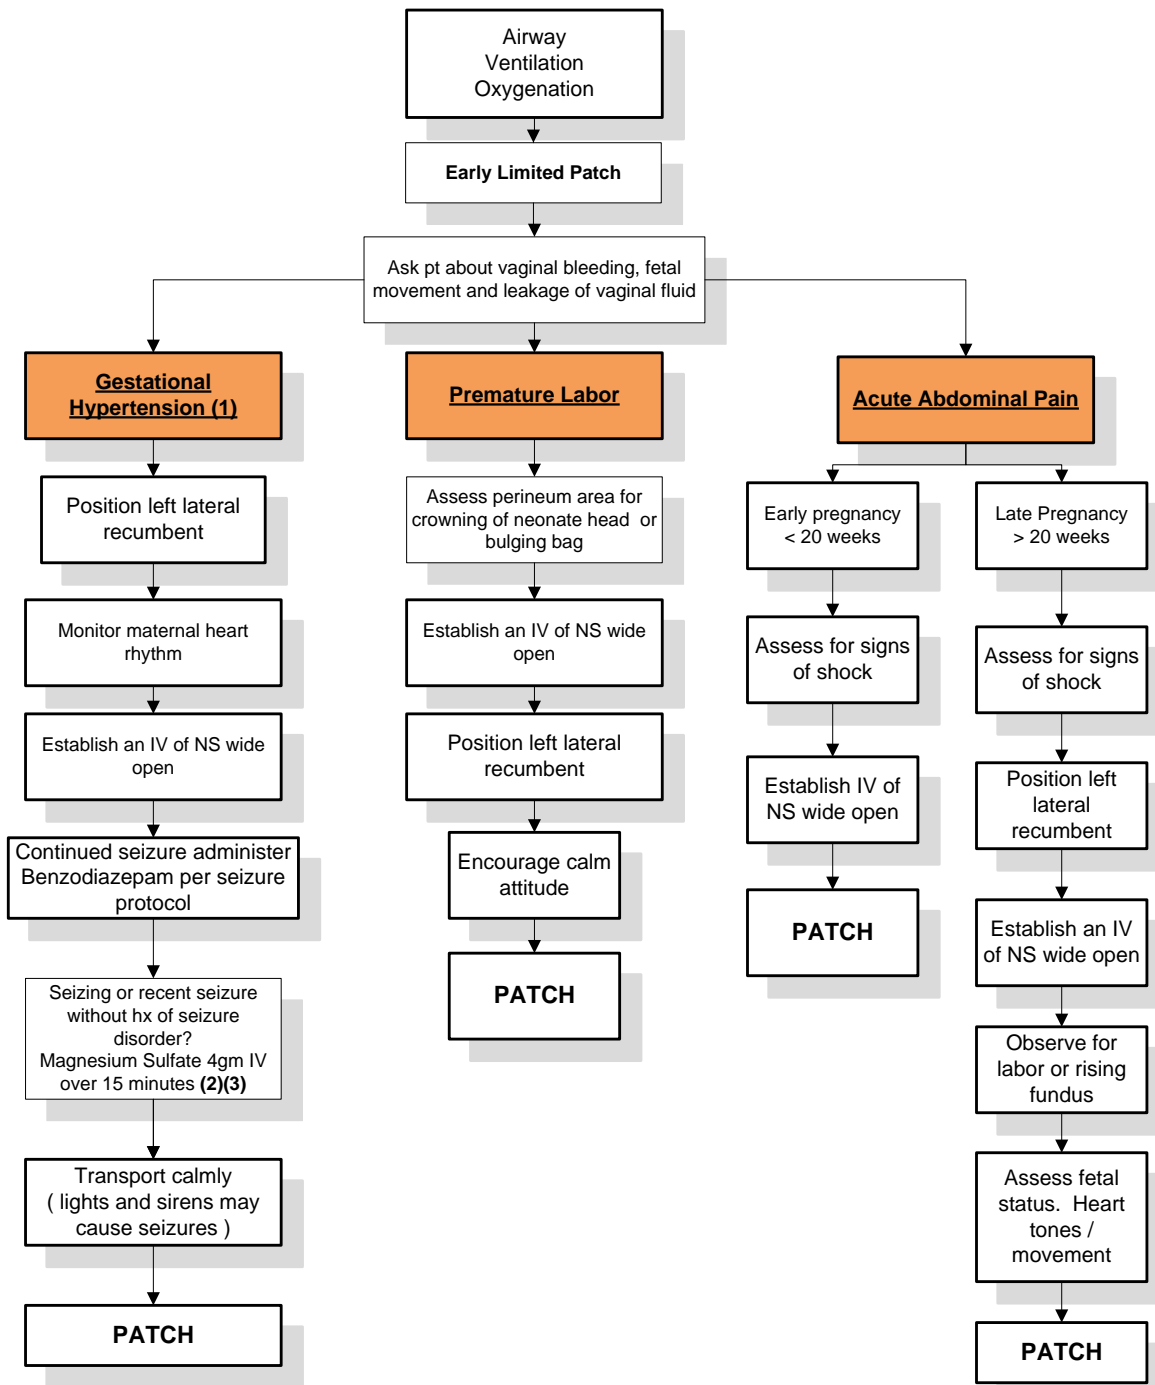 Airway
Ventilation
Oxygenation
Early Limited Patch
Ask pt about vaginal bleeding, fetal
movement and leakage of vaginal fluid
Gestational
Hypertension (1)
Position left lateral
recumbent
Monitor maternal heart
rhythm
Establish an IV of NS wide
open
Continued seizure administer
Benzodiazepam per seizure
protocol
Seizing or recent seizure
without hx of seizure
disorder?
Magnesium Sulfate 4gm IV
over 15 minutes (2)(3)
Transport calmly
( lights and sirens may
cause seizures )
PATCH
Premature Labor
Assess perineum area for
crowning of neonate head or
bulging bag
Establish an IV of NS wide
open
Position left lateral
recumbent
Encourage calm
attitude
PATCH
Acute Abdominal Pain
Early pregnancy
< 20 weeks
Assess for signs
of shock
Establish IV of
NS wide open
PATCH
Late Pregnancy
> 20 weeks
Assess for signs
of shock
Position left
lateral
recumbent
Establish an IV
of NS wide open
Observe for
labor or rising
fundus
Assess fetal
status. Heart
tones /
movement
PATCH